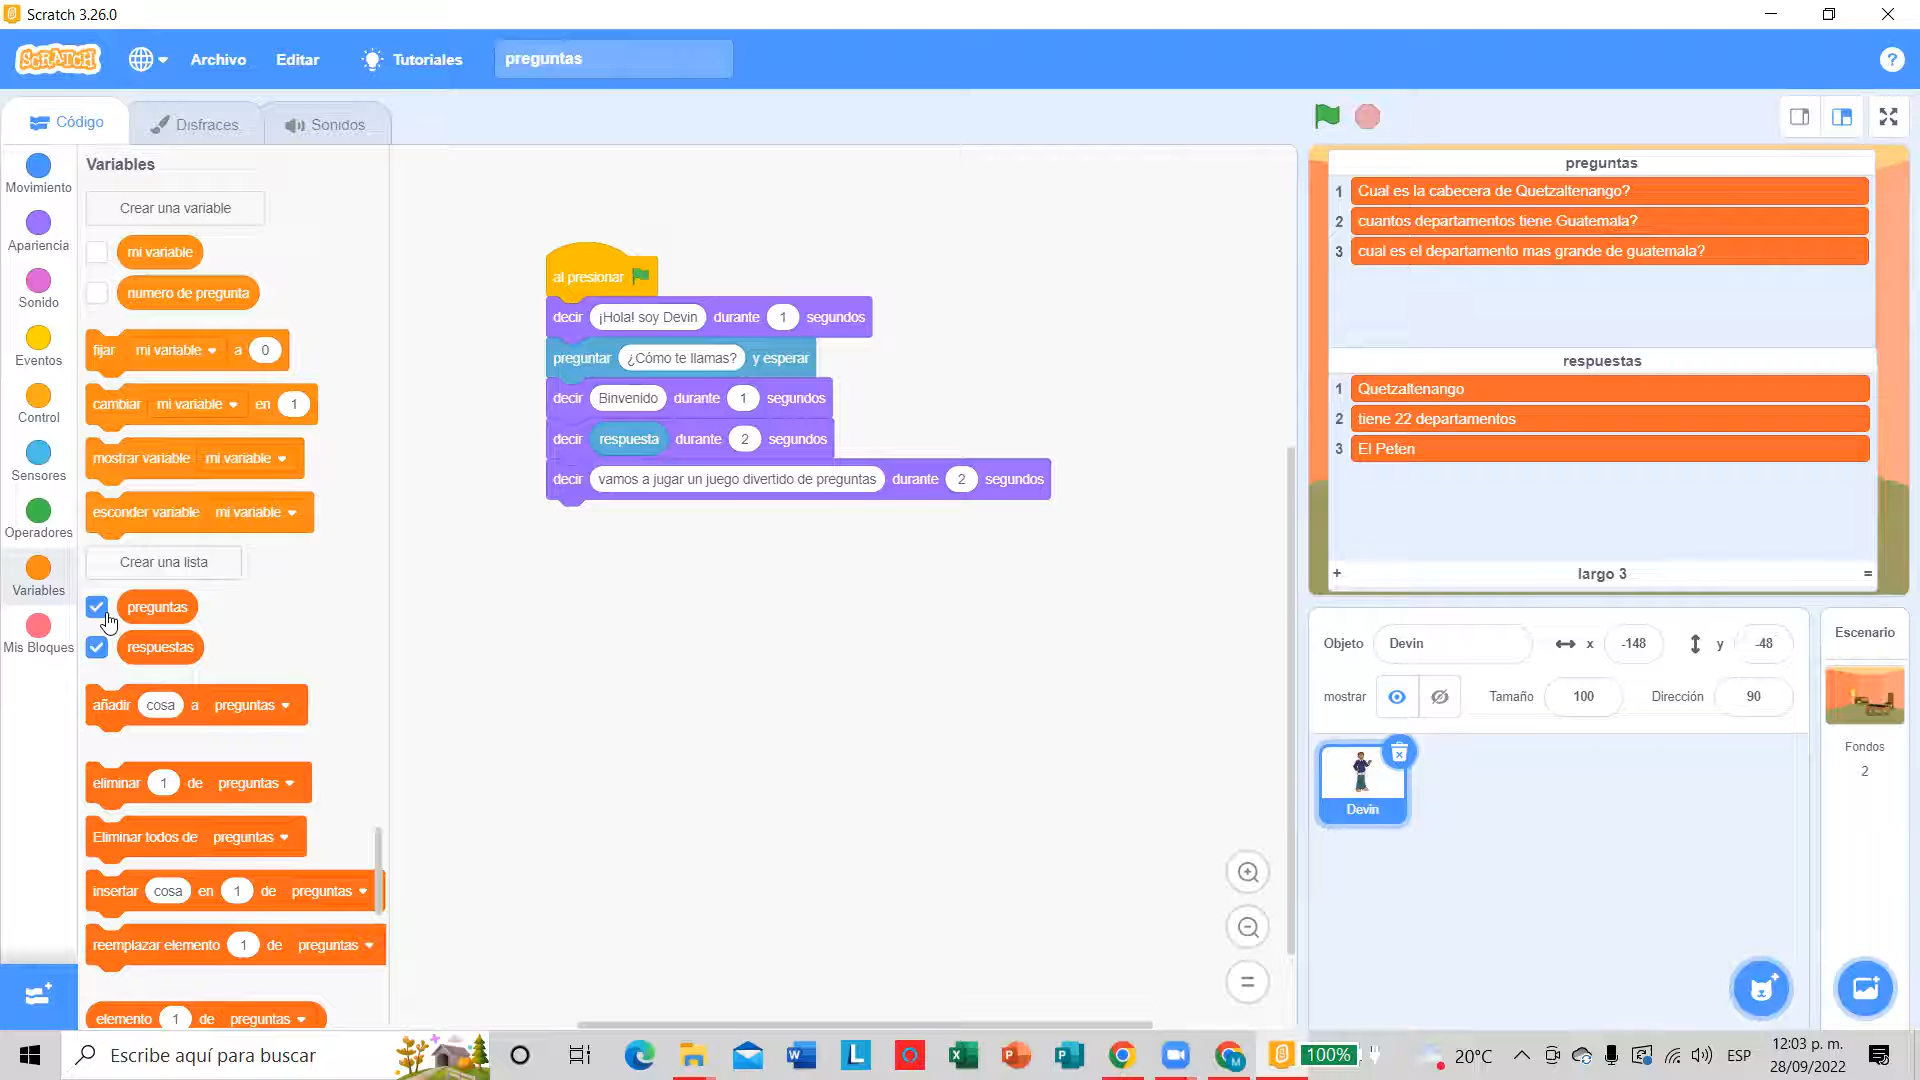 Scratch 3.26.0
SCRATCH Archivo Editar Tutoriales preguntas ?
Código Disfraces Sonidos
Movimiento
Apariencia
Sonido
Eventos
Control
Sensores
Operadores
Variables
Mis Bloques
Variables
Crear una variable
mi variable
numero de pregunta
fijar mi variable a 0
cambiar mi variable en 1
mostrar variable mi variable
esconder variable mi variable
Crear una lista
preguntas
respuestas
añadir cosa a preguntas
eliminar 1 de preguntas
Eliminar todos de preguntas
insertar cosa en 1 de preguntas
reemplazar elemento 1 de preguntas
elemento 1 de preguntas
al presionar
decir ¡Hola! soy Devin durante 1 segundos
preguntar ¿Cómo te llamas? y esperar
decir Binvenido durante 1 segundos
decir respuesta durante 2 segundos
decir vamos a jugar un juego divertido de preguntas durante 2 segundos
preguntas
1 Cual es la cabecera de Quetzaltenango?
2 cuantos departamentos tiene Guatemala?
3 cual es el departamento mas grande de guatemala?
respuestas
1 Quetzaltenango
2 tiene 22 departamentos
3 El Peten
+ largo 3 =
Objeto Devin x -148 y -48
mostrar Tamaño 100 Dirección 90
Devin
Escenario
Fondos
2
Escribe aquí para buscar
100% 20°C ESP
12:03 p. m.
28/09/2022